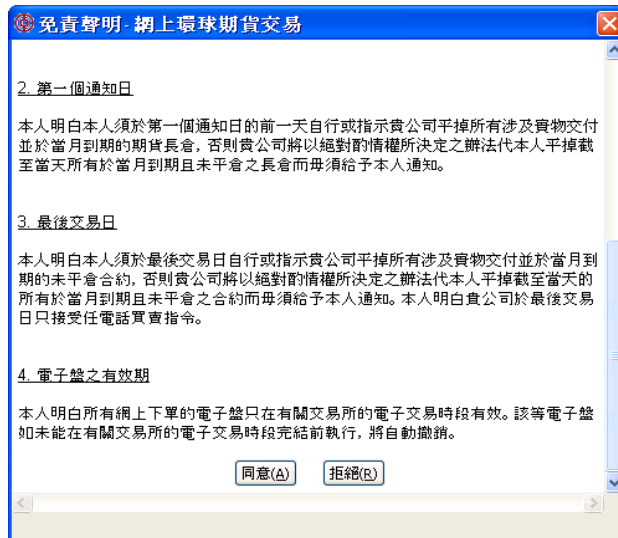 免責聲明-網上環球期貨交易
2. 第一個通知日
本人明白本人須於第一個通知日的前一天自行或指示貴公司平掉所有涉及實物交付
並於當月到期的期貨長倉, 否則貴公司將以絕對酌情權所決定之辦法代本人平掉截
至當天所有於當月到期且未平倉之長倉而毋須給予本人通知。
3. 最後交易日
本人明白本人須於最後交易日自行或指示貴公司平掉所有涉及實物交付並於當月到
期的未平倉合約, 否則貴公司將以絕對酌情權所決定之辦法代本人平掉截至當天的
所有於當月到期且未平倉之合約而毋須給予本人通知。本人明白貴公司於最後交易
日只接受任電話買賣指令。
4. 電子盤之有效期
本人明白所有網上下單的電子盤只在有關交易所的電子交易時段有效。該等電子盤
如未能在有關交易所的電子交易時段完結前執行, 將自動撤銷。
同意(A) 拒絕(R)